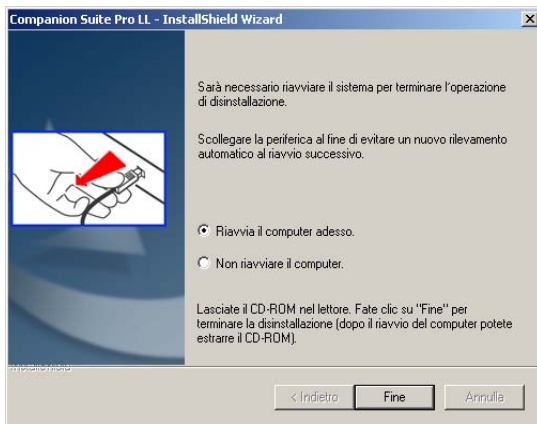 Companion Suite Pro LL - InstallShield Wizard
Sarà necessario riavviare il sistema per terminare l'operazione
di disinstallazione.
Scollegare la periferica al fine di evitare un nuovo rilevamento
automatico al riavvio successivo.
Riavvia il computer adesso.
Non riavviare il computer.
Lasciate il CD-ROM nel lettore. Fate clic su "Fine" per
terminare la disinstallazione (dopo il riavvio del computer potete
estrarre il CD-ROM).
InstallShield
< Indietro
Fine
Annulla